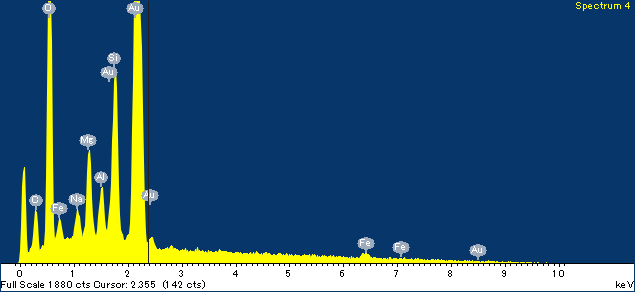 Spectrum 4
O
Au
Si
Au
Mg
Al
C
Fe
Na
Au
Fe
Fe
Au
0 1 2 3 4 5 6 7 8 9 10
Full Scale 1880 cts Cursor: 2.355 (142 cts)
keV